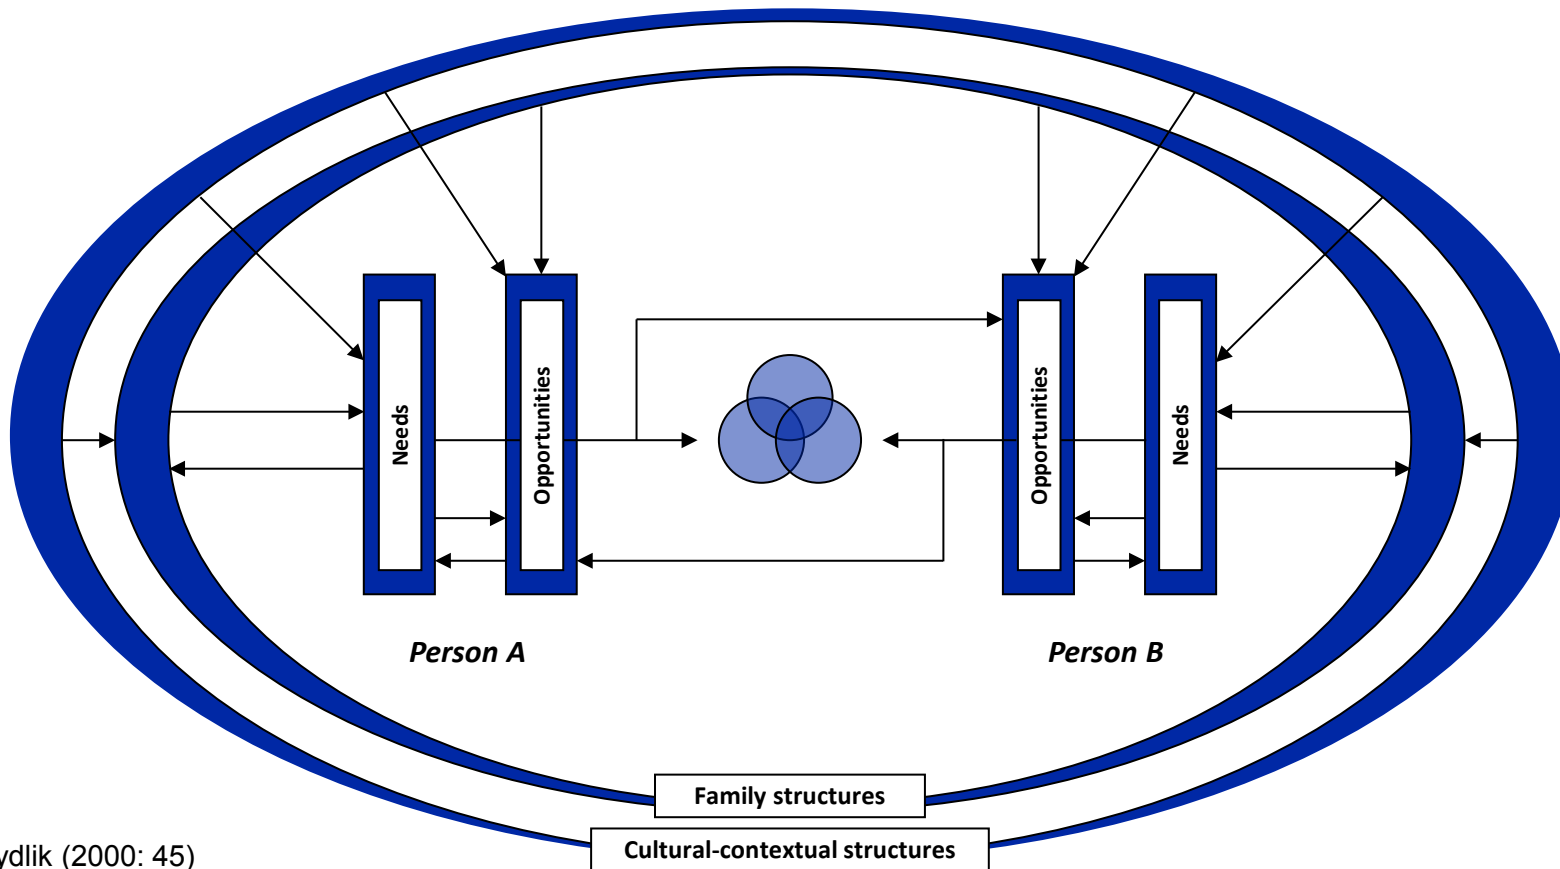 Needs
Opportunities
Opportunities
Needs
Person A
Person B
Family structures
Cultural-contextual structures
ydlik (2000: 45)